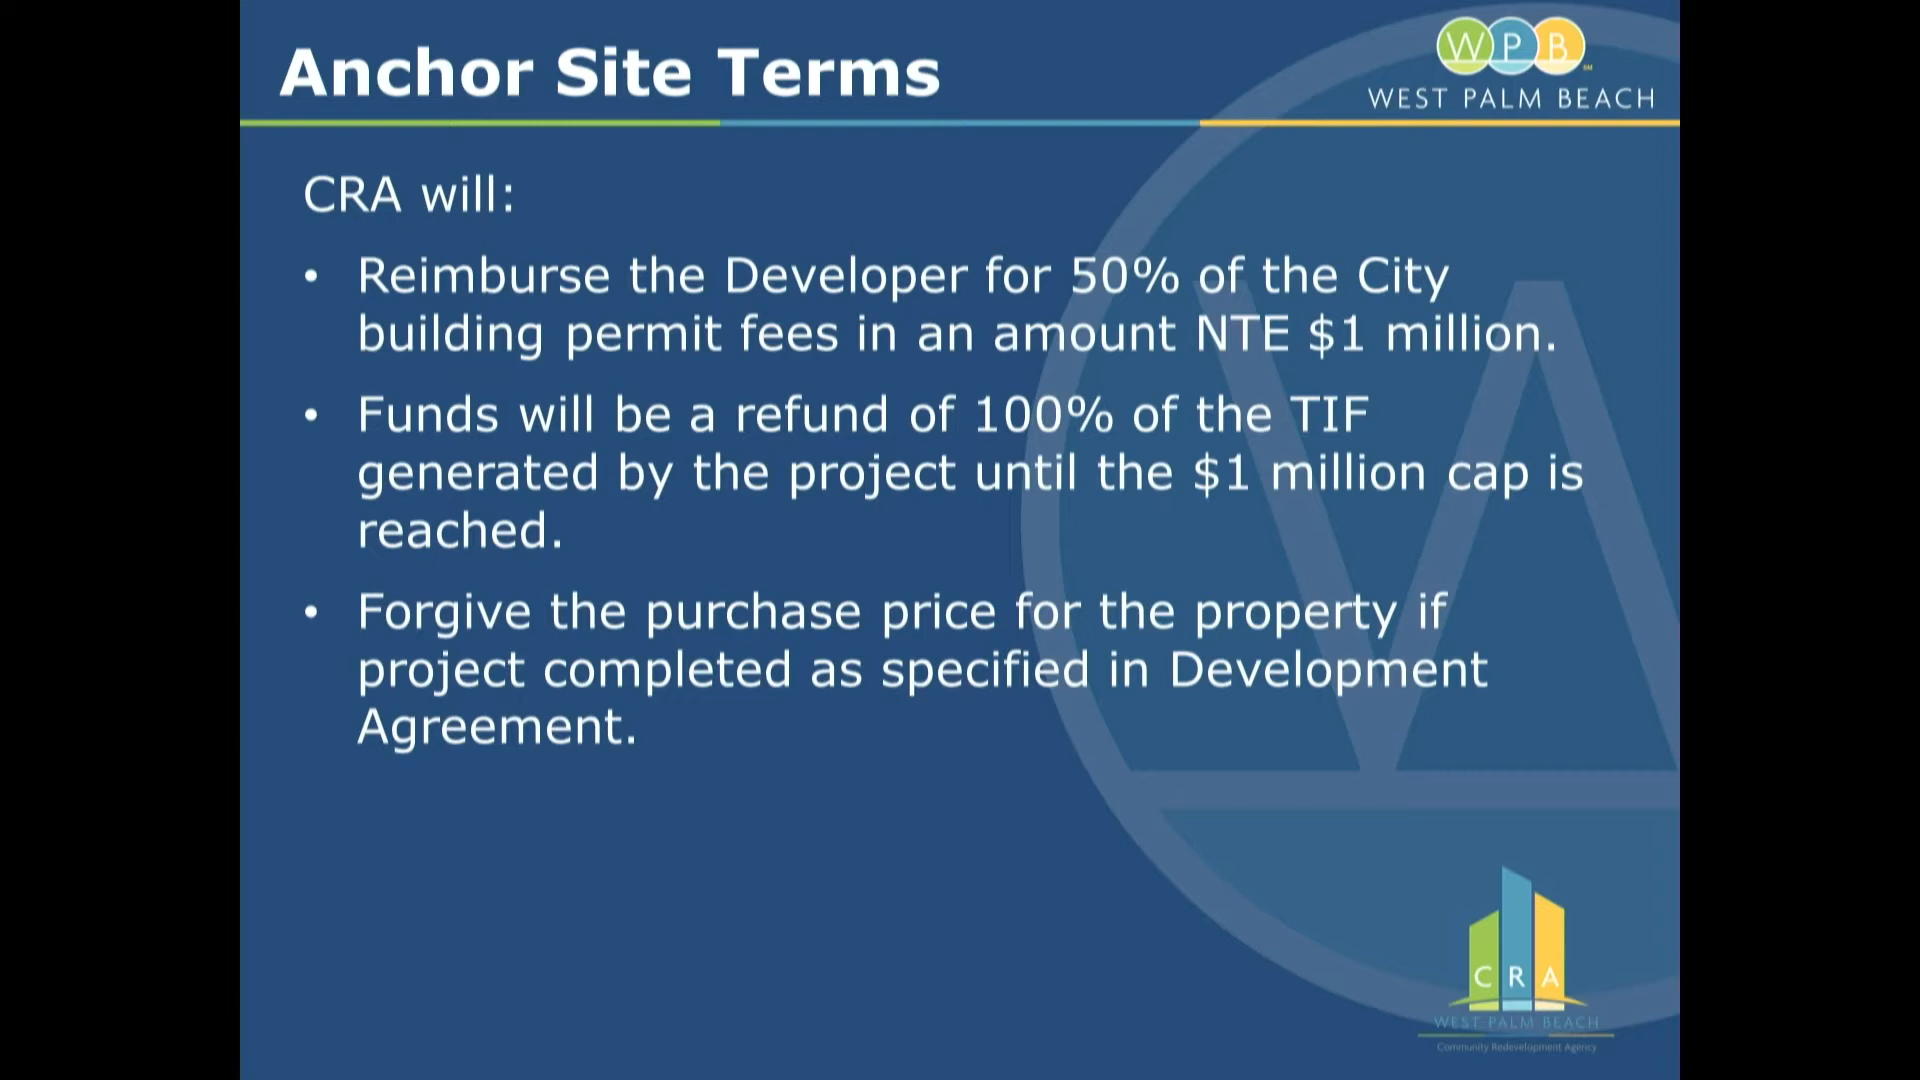 Anchor Site Terms
WPB
SM
WEST PALM BEACH
CRA will:
• Reimburse the Developer for 50% of the City
building permit fees in an amount NTE $1 million.
• Funds will be a refund of 100% of the TIF
generated by the project until the $1 million cap is
reached.
• Forgive the purchase price for the property if
project completed as specified in Development
Agreement.
CRA
WEST PALM BEACH
Community Redevelopment Agency